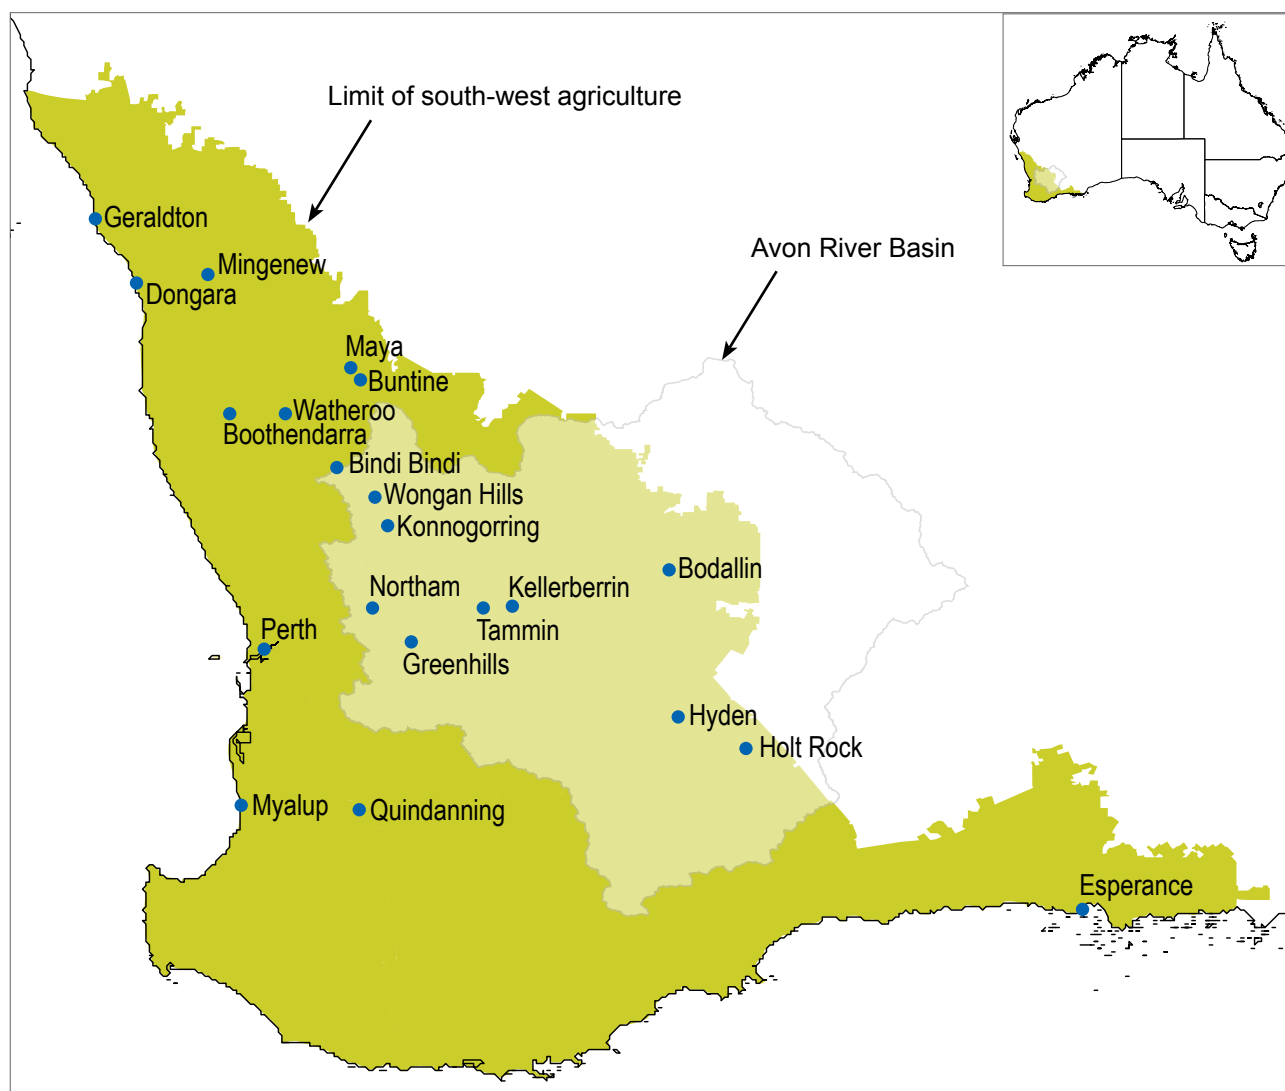 Limit of south-west agriculture
Geraldton
Avon River Basin
Mingenew
Dongara
Maya
Buntine
Watheroo
Boothendarra
Bindi Bindi
Wongan Hills
Konnogorring
Bodallin
Northam
Kellerberrin
Perth
Tammin
Greenhills
Hyden
Holt Rock
Myalup
Quindanning
Esperance